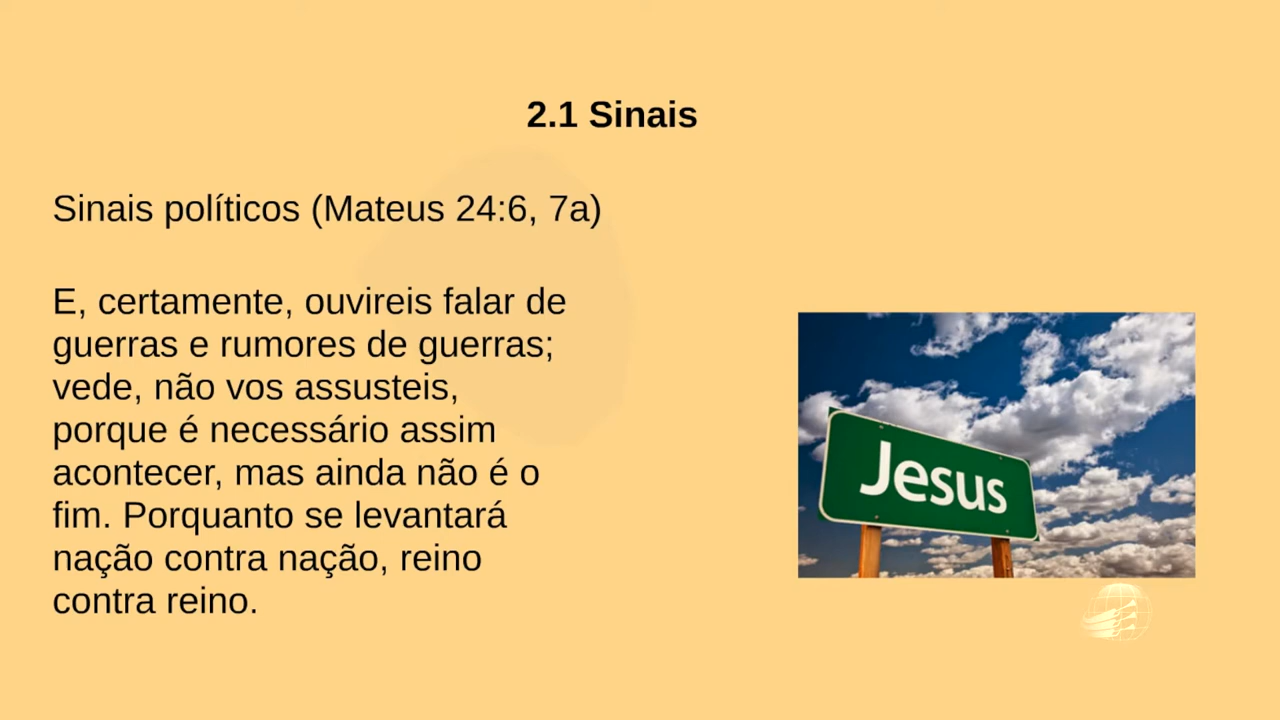 2.1 Sinais
Sinais políticos (Mateus 24:6, 7a)
E, certamente, ouvireis falar de
guerras e rumores de guerras;
vede, não vos assusteis,
porque é necessário assim
acontecer, mas ainda não é o
fim. Porquanto se levantará
nação contra nação, reino
contra reino.
Jesus